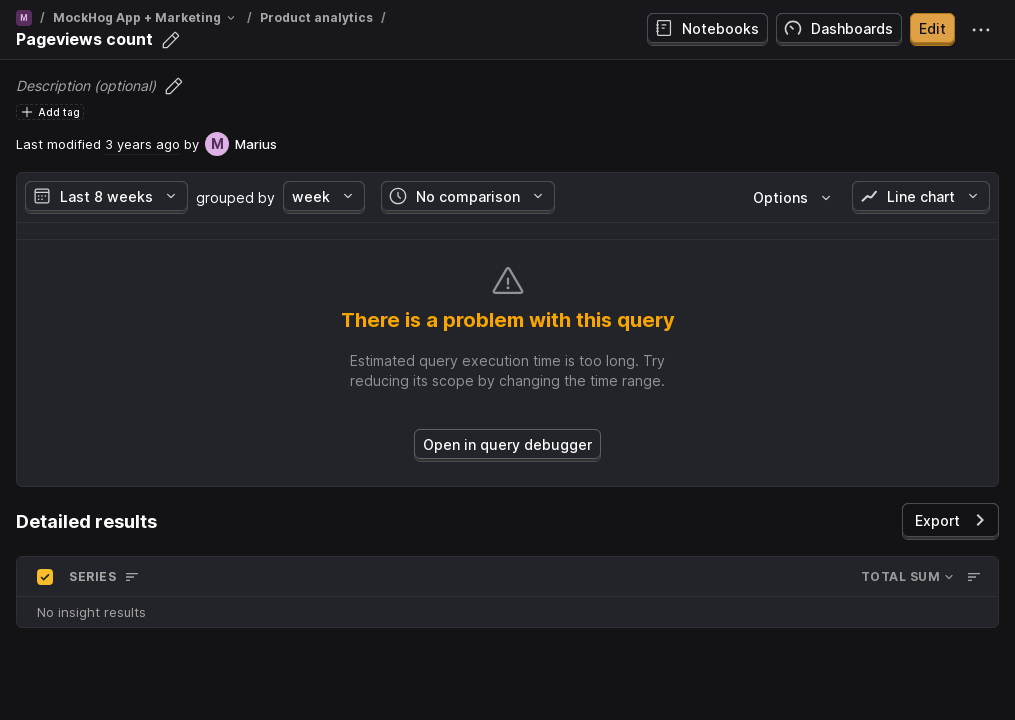 M / MockHog App + Marketing / Product analytics /
Pageviews count
Notebooks
Dashboards
Edit
Description (optional)
Add tag
Last modified 3 years ago by M Marius
Last 8 weeks grouped by week No comparison Options Line chart
There is a problem with this query
Estimated query execution time is too long. Try
reducing its scope by changing the time range.
Open in query debugger
Detailed results
Export
SERIES TOTAL SUM
No insight results